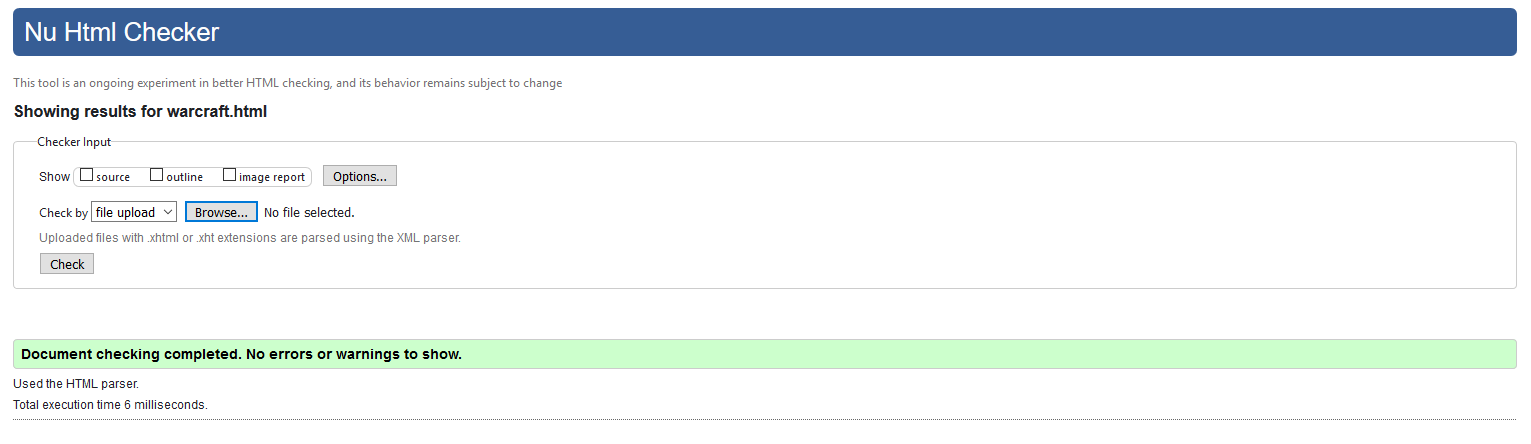 Nu Html Checker
This tool is an ongoing experiment in better HTML checking, and its behavior remains subject to change
Showing results for warcraft.html
Checker Input
Show source outline image report Options...
Check by file upload Browse... No file selected.
Uploaded files with .xhtml or .xht extensions are parsed using the XML parser.
Check
Document checking completed. No errors or warnings to show.
Used the HTML parser.
Total execution time 6 milliseconds.